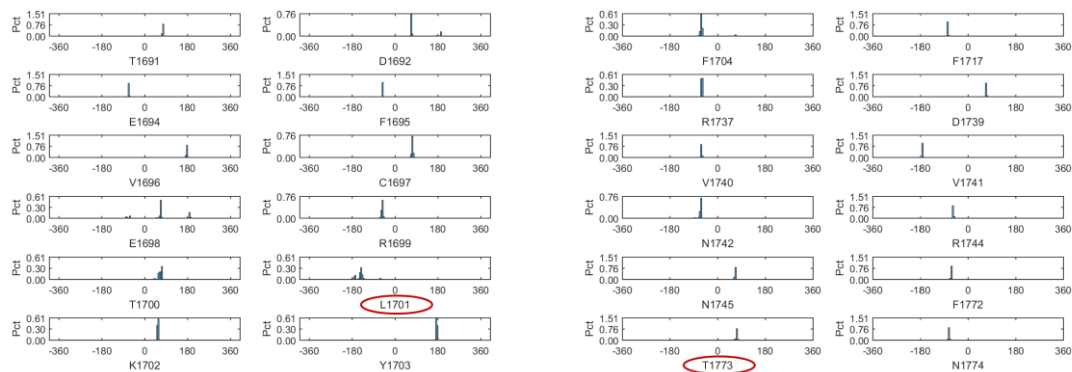 Pct 1.51 0.76 0.00 -360 -180 0 180 360 T1691
0.76 0.00 -360 -180 0 180 360 D1692
Pct 0.61 0.30 0.00 -360 -180 0 180 360 F1704
1.51 0.76 0.00 -360 -180 0 180 360 F1717
Pct 1.51 0.76 0.00 -360 -180 0 180 360 E1694
1.51 0.76 0.00 -360 -180 0 180 360 F1695
Pct 0.61 0.30 0.00 -360 -180 0 180 360 R1737
1.51 0.76 0.00 -360 -180 0 180 360 D1739
Pct 1.51 0.76 0.00 -360 -180 0 180 360 V1696
0.76 0.00 -360 -180 0 180 360 C1697
Pct 1.51 0.76 0.00 -360 -180 0 180 360 V1740
1.51 0.76 0.00 -360 -180 0 180 360 V1741
Pct 0.61 0.30 0.00 -360 -180 0 180 360 E1698
0.76 0.00 -360 -180 0 180 360 R1699
Pct 0.76 0.00 -360 -180 0 180 360 N1742
1.51 0.76 0.00 -360 -180 0 180 360 R1744
Pct 0.61 0.30 0.00 -360 -180 0 180 360 T1700
0.61 0.30 0.00 -360 -180 0 180 360 L1701
Pct 1.51 0.76 0.00 -360 -180 0 180 360 N1745
1.51 0.76 0.00 -360 -180 0 180 360 F1772
Pct 0.61 0.30 0.00 -360 -180 0 180 360 K1702
0.61 0.30 0.00 -360 -180 0 180 360 Y1703
Pct 1.51 0.76 0.00 -360 -180 0 180 360 T1773
1.51 0.76 0.00 -360 -180 0 180 360 N1774